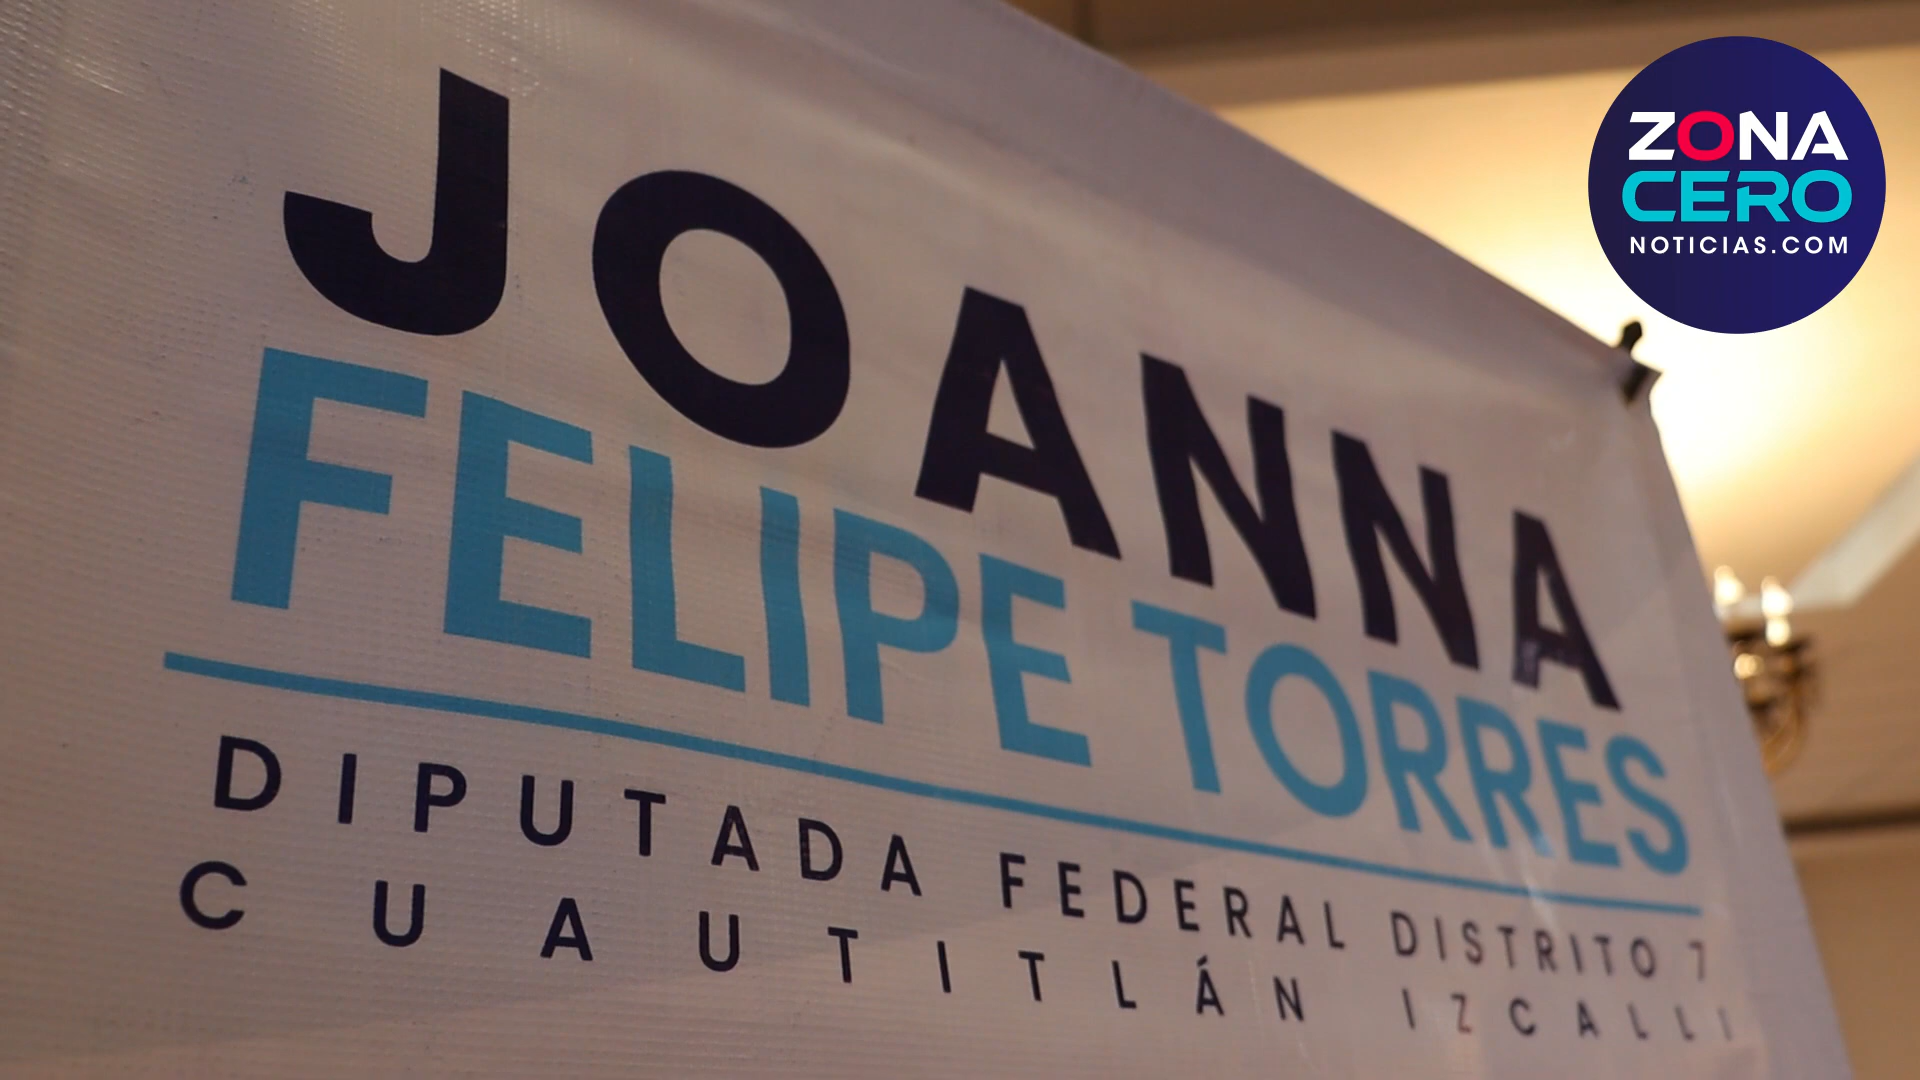 JOANNA
FELIPE TORRES
DIPUTADA FEDERAL DISTRITO 7
CUAUTITLÁN IZCALLI
ZONA
CERO
NOTICIAS.COM